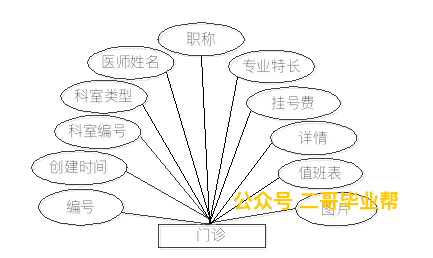 职称
医师姓名
专业特长
科室类型
挂号费
科室编号
详情
创建时间
值班表
公众号 二哥毕业帮
编号
图片
门诊